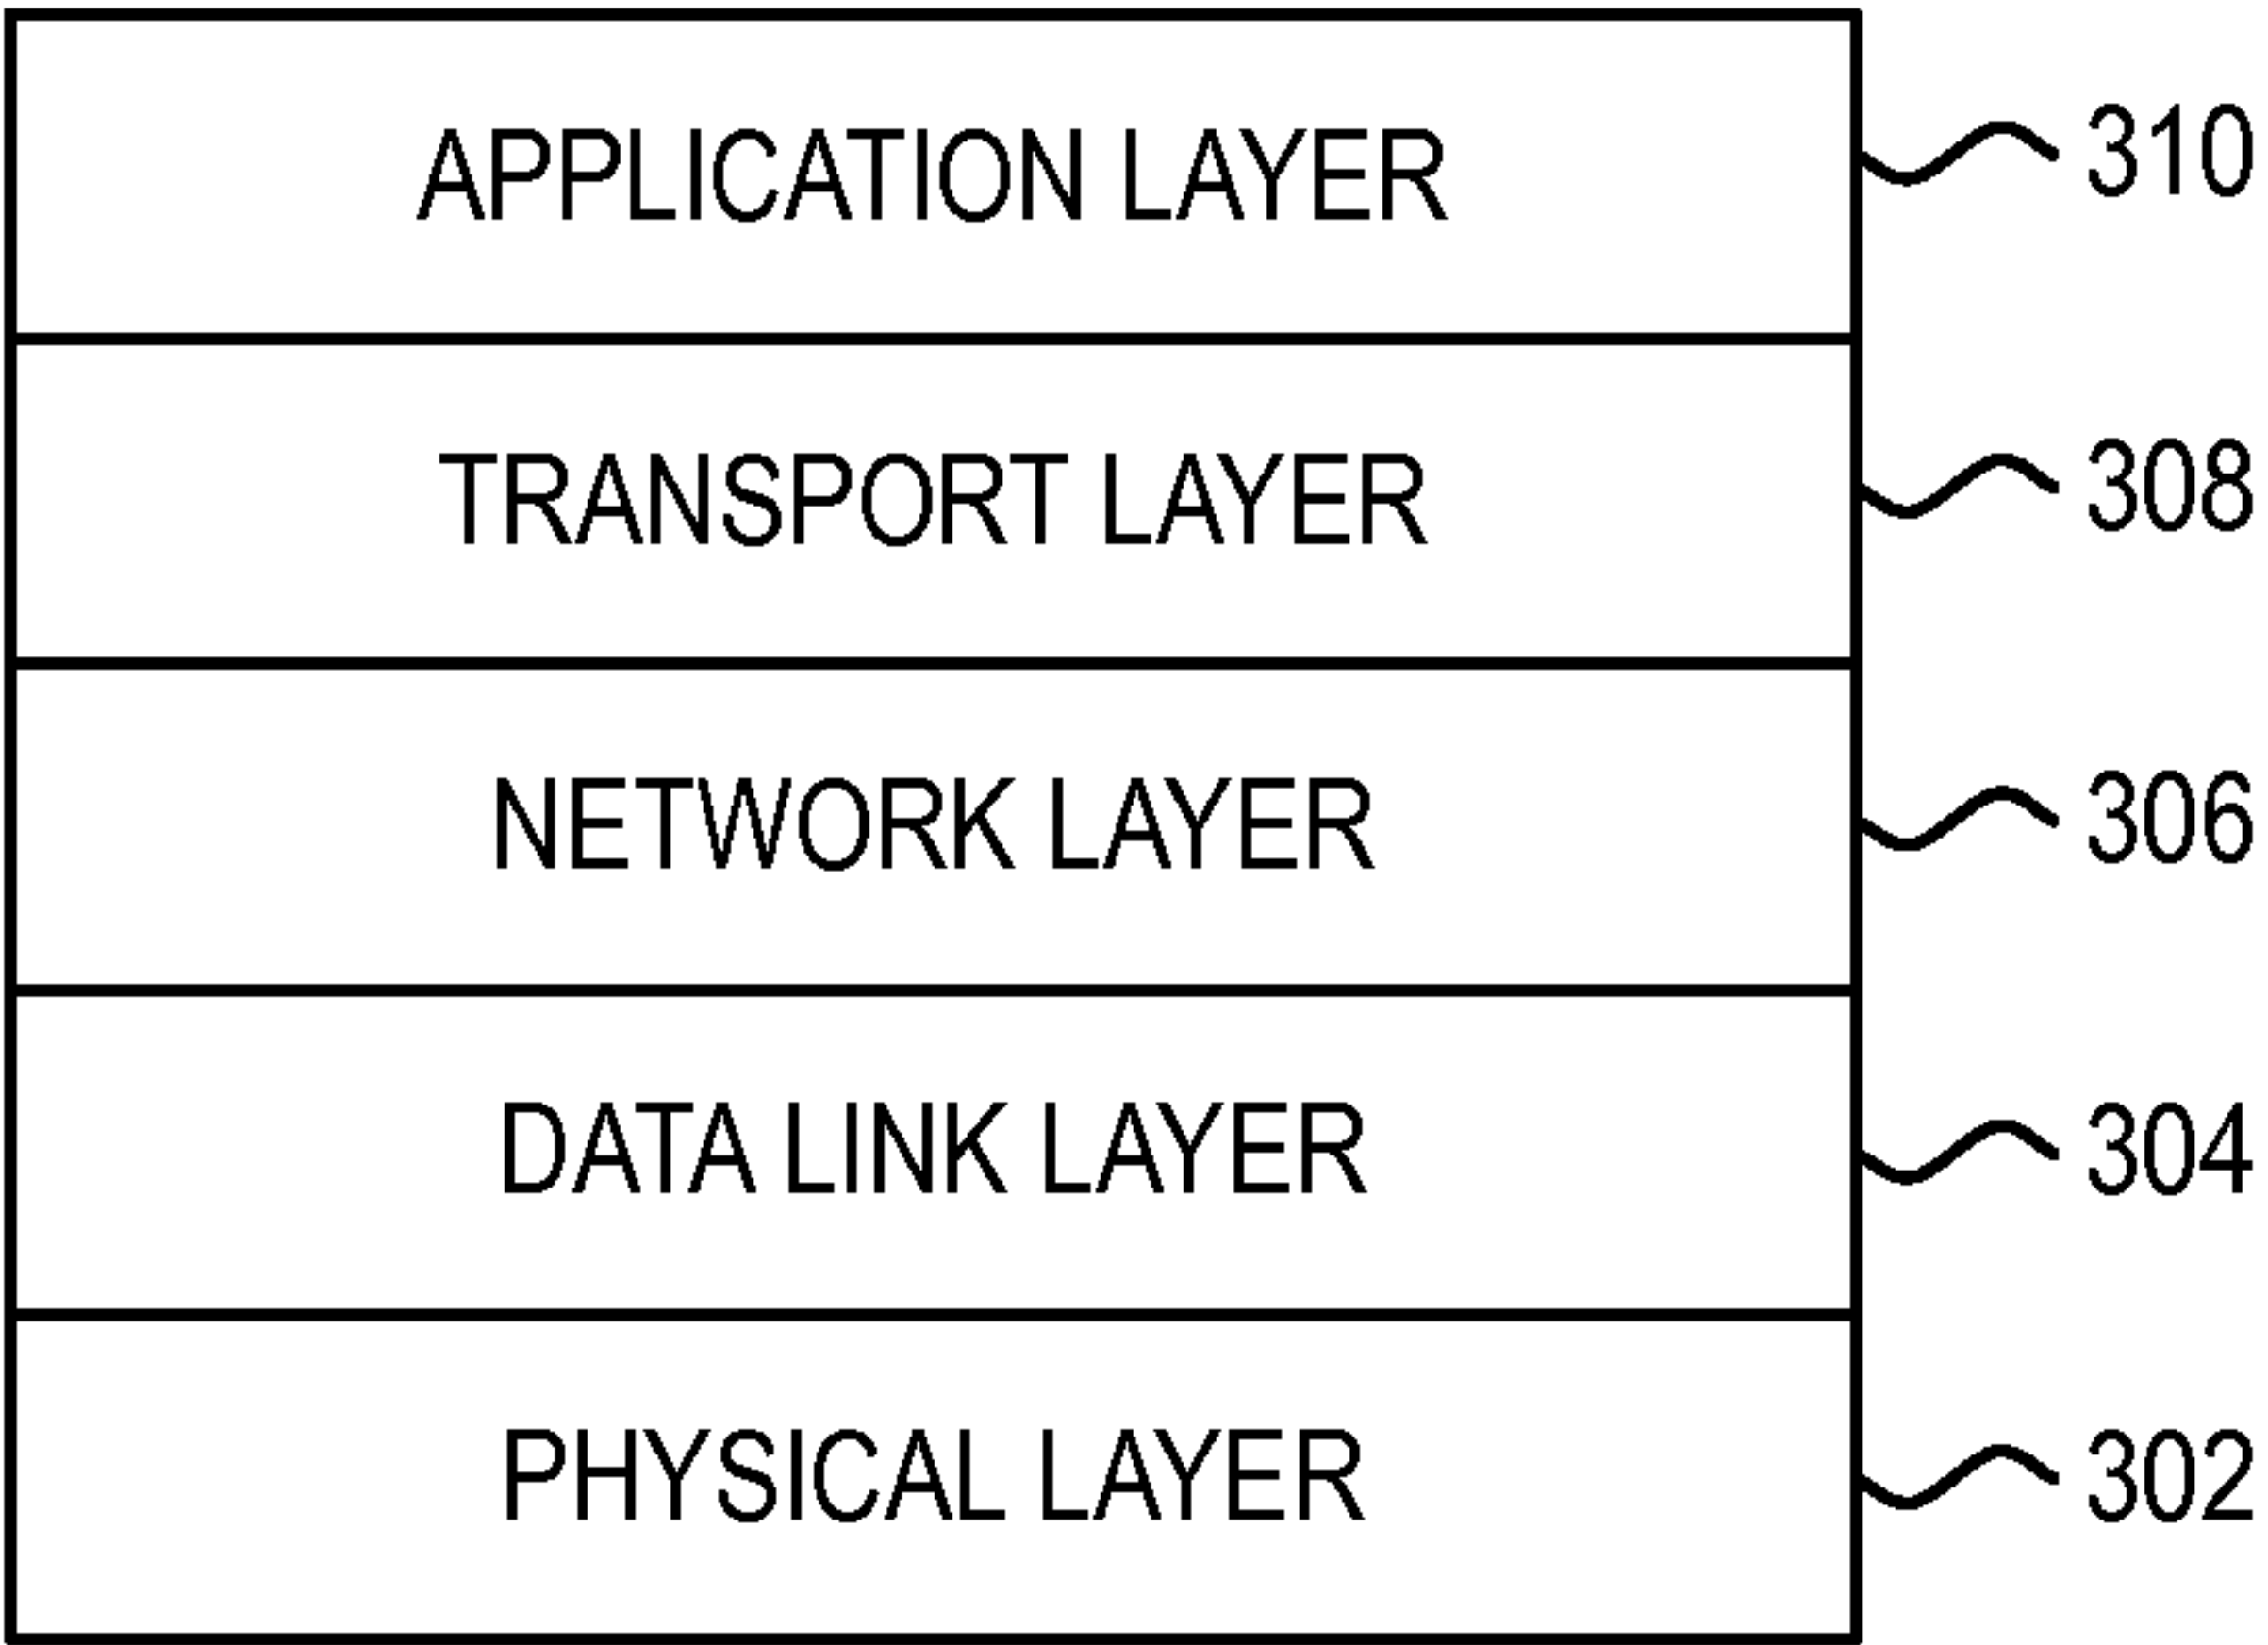 APPLICATION LAYER 310
TRANSPORT LAYER 308
NETWORK LAYER 306
DATA LINK LAYER 304
PHYSICAL LAYER 302